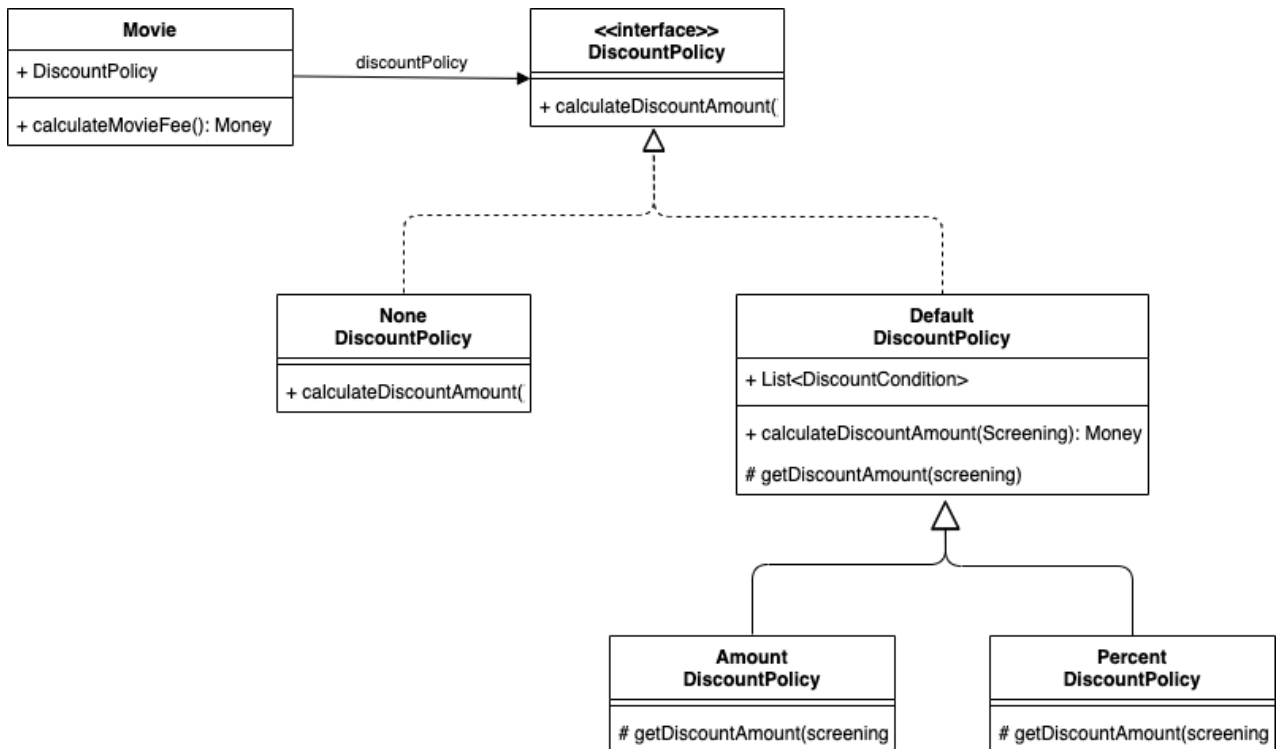 Movie
+ DiscountPolicy
+ calculateMovieFee(): Money
discountPolicy
<<interface>>
DiscountPolicy
+ calculateDiscountAmount(
None
DiscountPolicy
+ calculateDiscountAmount(
Default
DiscountPolicy
+ List<DiscountCondition>
+ calculateDiscountAmount(Screening): Money
# getDiscountAmount(screening)
Amount
DiscountPolicy
# getDiscountAmount(screening
Percent
DiscountPolicy
# getDiscountAmount(screening